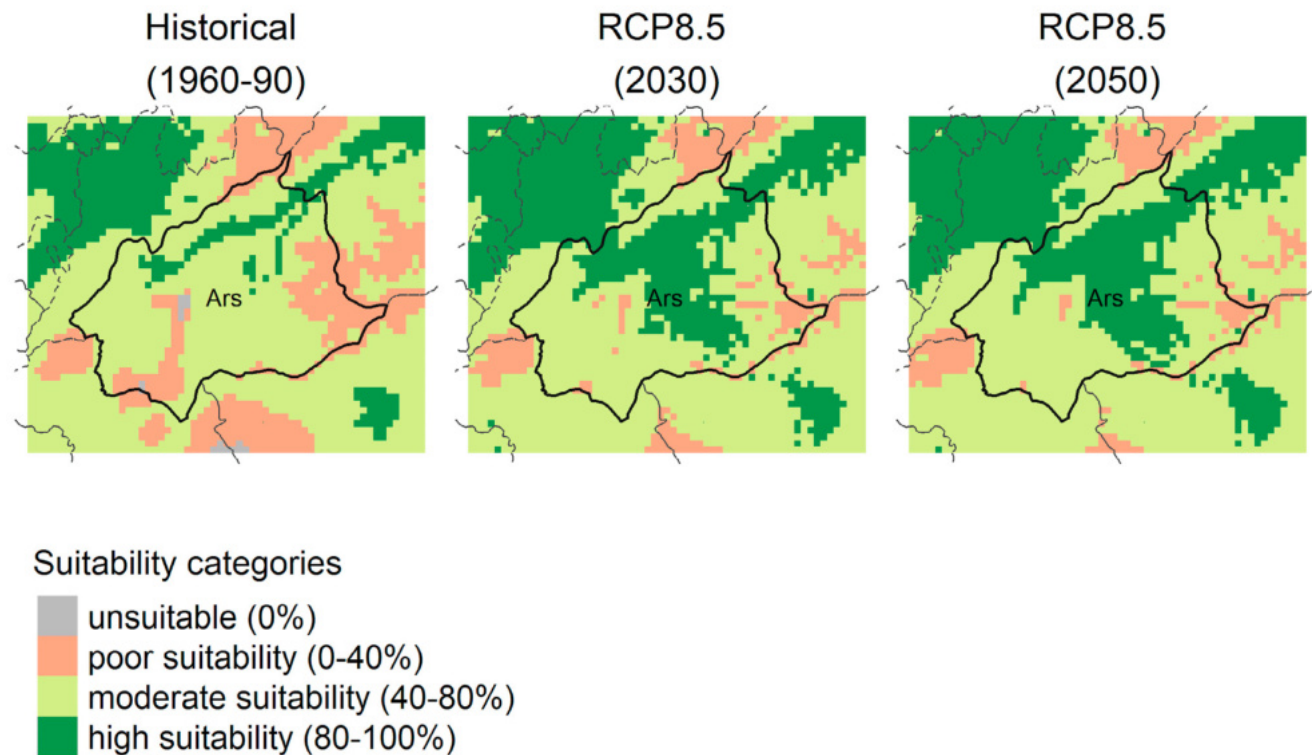 Historical
(1960-90)
RCP8.5
(2030)
RCP8.5
(2050)
Ars
Ars
Ars
Suitability categories
unsuitable (0%)
poor suitability (0-40%)
moderate suitability (40-80%)
high suitability (80-100%)